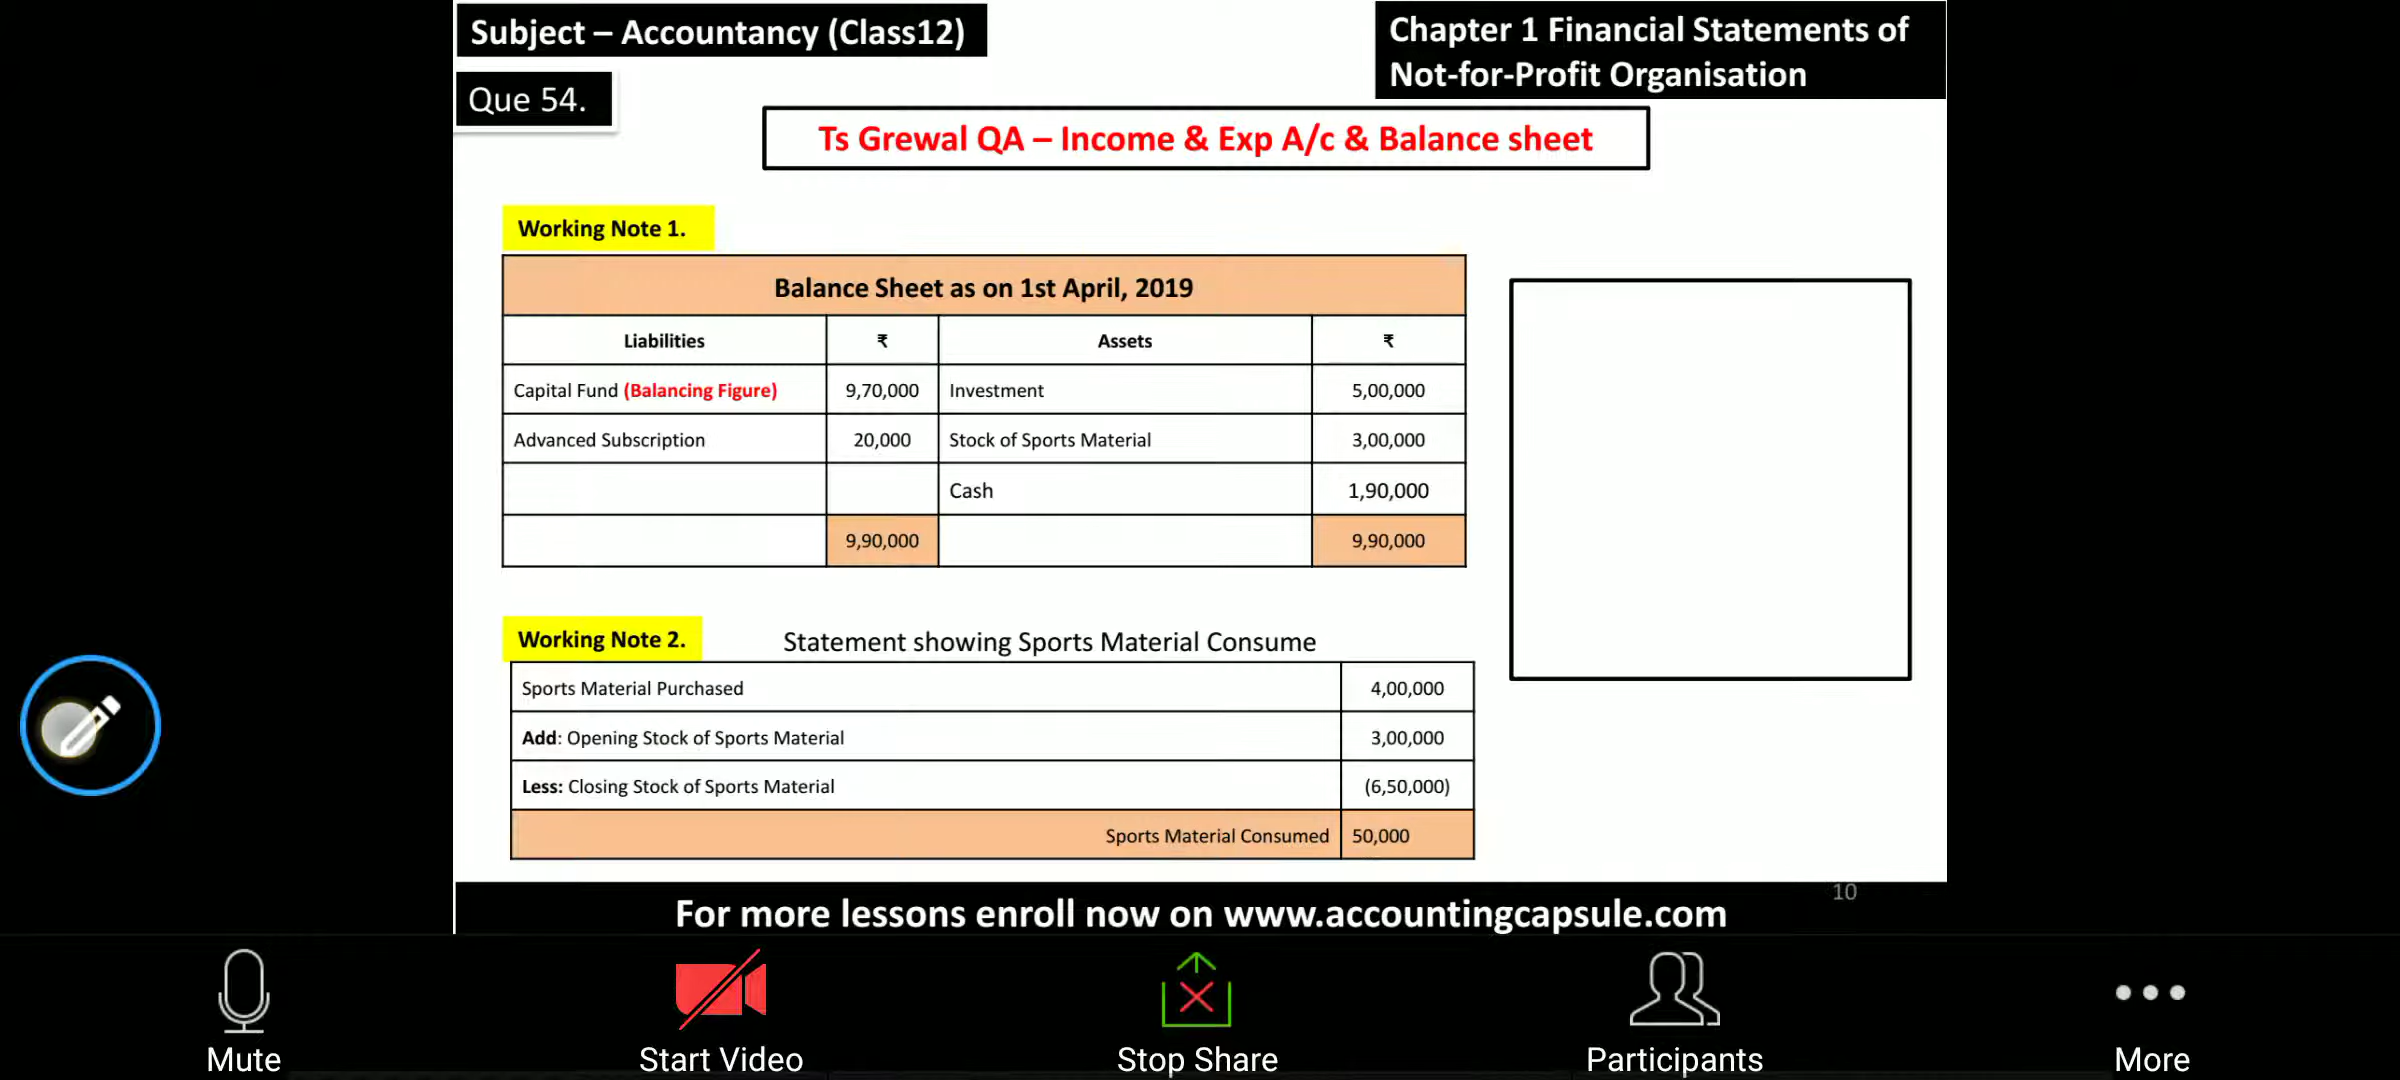 Subject – Accountancy (Class12)
Chapter 1 Financial Statements of
Not-for-Profit Organisation
Que 54.
Ts Grewal QA – Income & Exp A/c & Balance sheet
Working Note 1.
Balance Sheet as on 1st April, 2019
Liabilities ₹ Assets ₹
Capital Fund (Balancing Figure) 9,70,000 Investment 5,00,000
Advanced Subscription 20,000 Stock of Sports Material 3,00,000
Cash 1,90,000
9,90,000 9,90,000
Working Note 2. Statement showing Sports Material Consume
Sports Material Purchased 4,00,000
Add: Opening Stock of Sports Material 3,00,000
Less: Closing Stock of Sports Material (6,50,000)
Sports Material Consumed 50,000
10
For more lessons enroll now on www.accountingcapsule.com
Mute Start Video Stop Share Participants More